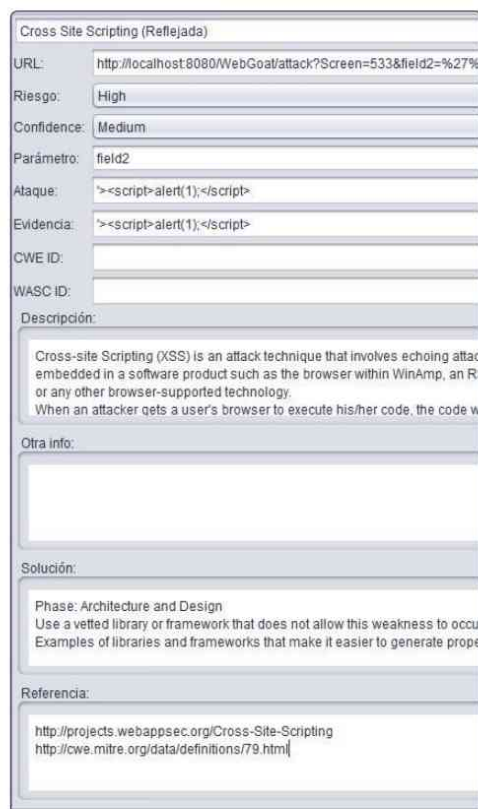 Cross Site Scripting (Reflejada)
URL: http://localhost:8080/WebGoat/attack?Screen=533&field2=%27%
Riesgo: High
Confidence: Medium
Parámetro: field2
Ataque: '><script>alert(1);</script>
Evidencia: '><script>alert(1);</script>
CWE ID:
WASC ID:
Descripción:
Cross-site Scripting (XSS) is an attack technique that involves echoing attac
embedded in a software product such as the browser within WinAmp, an R
or any other browser-supported technology.
When an attacker gets a user's browser to execute his/her code, the code w
Otra info:
Solución:
Phase: Architecture and Design
Use a vetted library or framework that does not allow this weakness to occu
Examples of libraries and frameworks that make it easier to generate prope
Referencia:
http://projects.webappsec.org/Cross-Site-Scripting
http://cwe.mitre.org/data/definitions/79.html